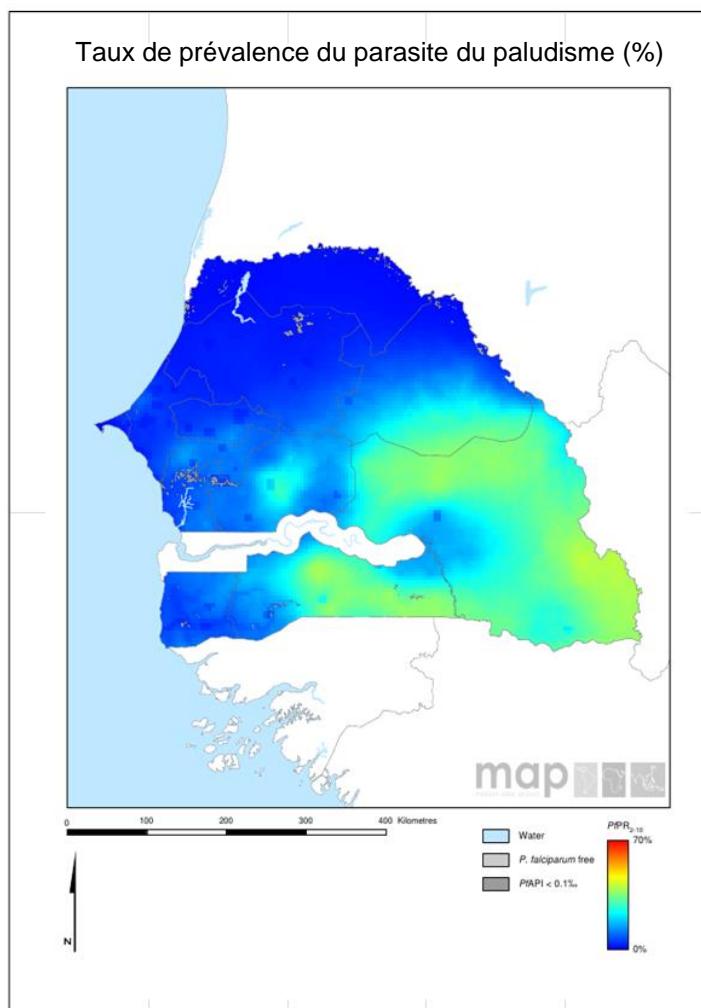 Taux de prévalence du parasite du paludisme (%)
map
0 100 200 300 400 Kilometres
N
Water
P. falciparum free
PfAPI < 0.1‰
PfPR2-10
70%
0%